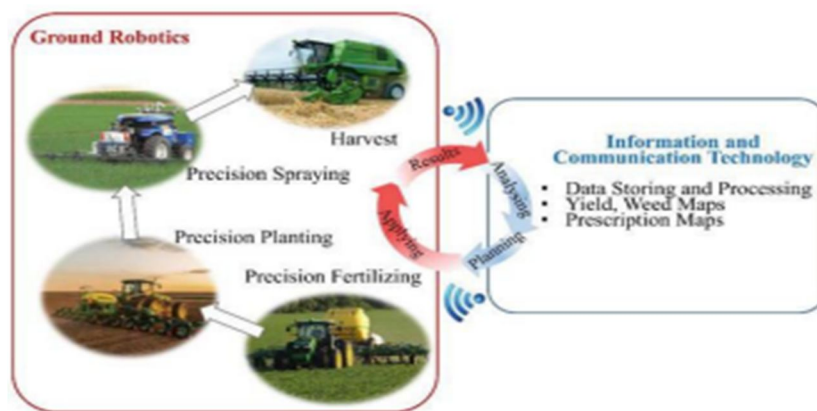 Ground Robotics
Harvest
Precision Spraying
Precision Planting
Precision Fertilizing
Results
Analysing
Planning
Applying
Information and
Communication Technology
• Data Storing and Processing
• Yield, Weed Maps
• Prescription Maps